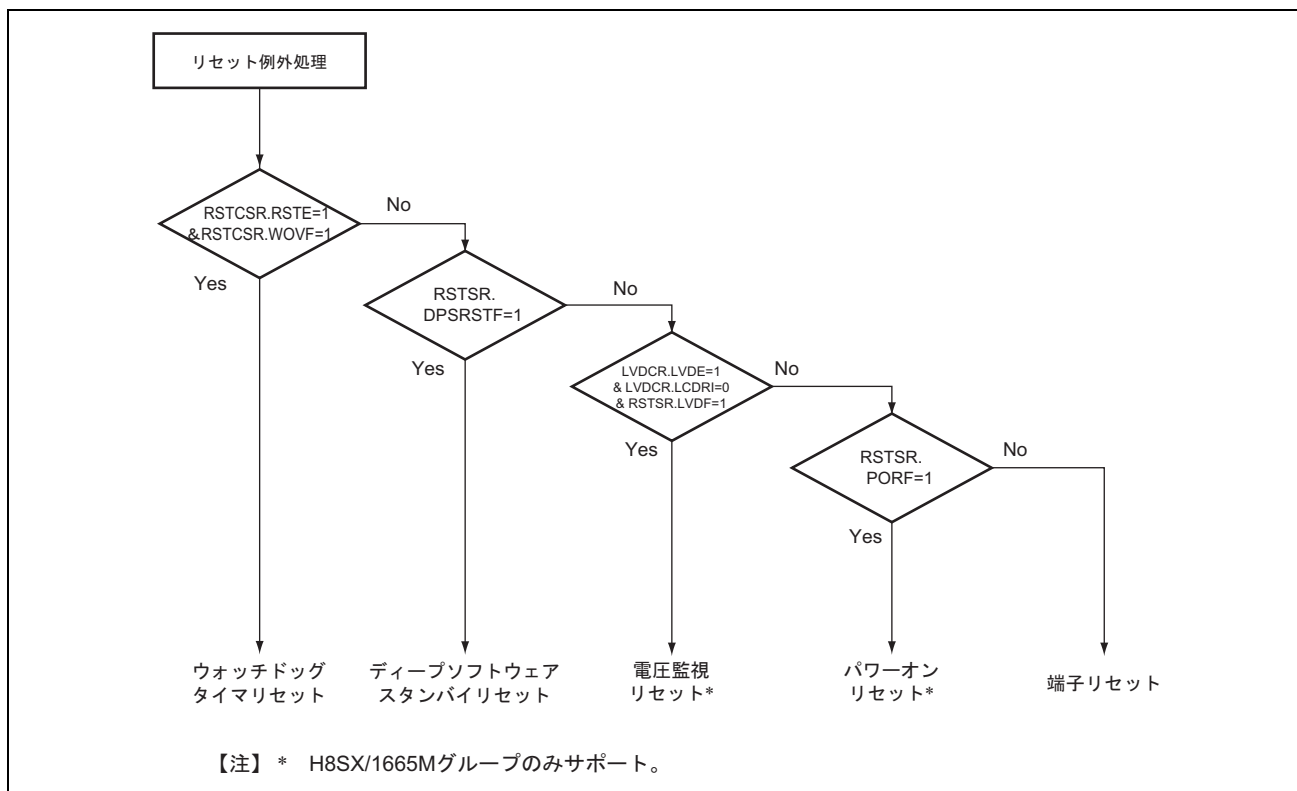 リセット例外処理
RSTCSR.RSTE=1
&RSTCSR.WOVF=1
No
Yes
RSTSR.
DPSRSTF=1
No
Yes
LVDCR.LVDE=1
& LVDCR.LCDRI=0
& RSTSR.LVDF=1
No
Yes
RSTSR.
PORF=1
No
Yes
ウォッチドッグ
タイマリセット
ディープソフトウェア
スタンバイリセット
電圧監視
リセット*
パワーオン
リセット*
端子リセット
【注】 * H8SX/1665Mグループのみサポート。